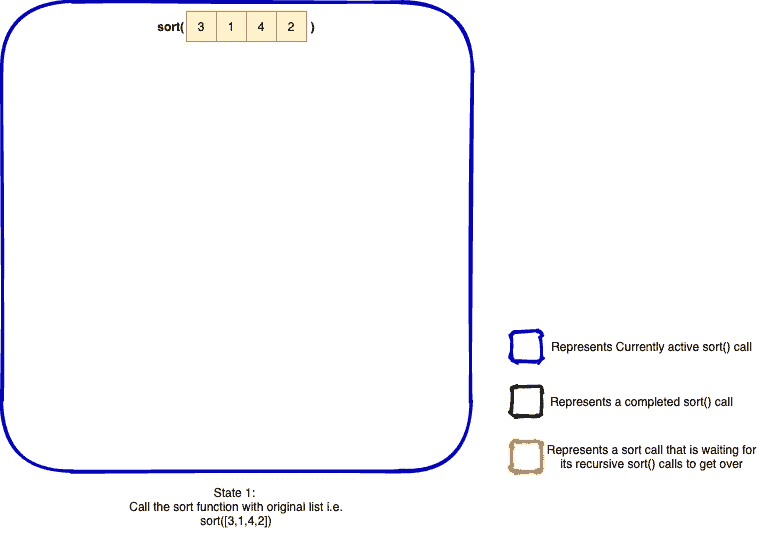 sort( 3 1 4 2 )
Represents Currently active sort() call
Represents a completed sort() call
Represents a sort call that is waiting for
its recursive sort() calls to get over
State 1:
Call the sort function with original list i.e.
sort([3,1,4,2])